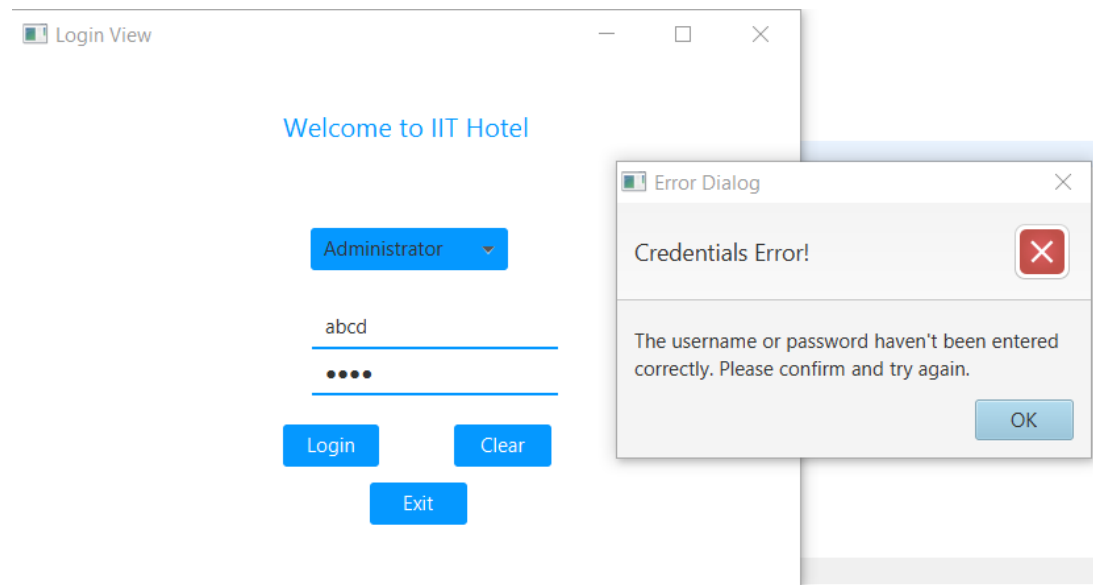 Login View
Welcome to IIT Hotel
Administrator
abcd
••••
Login
Clear
Exit
Error Dialog
Credentials Error!
The username or password haven't been entered
correctly. Please confirm and try again.
OK